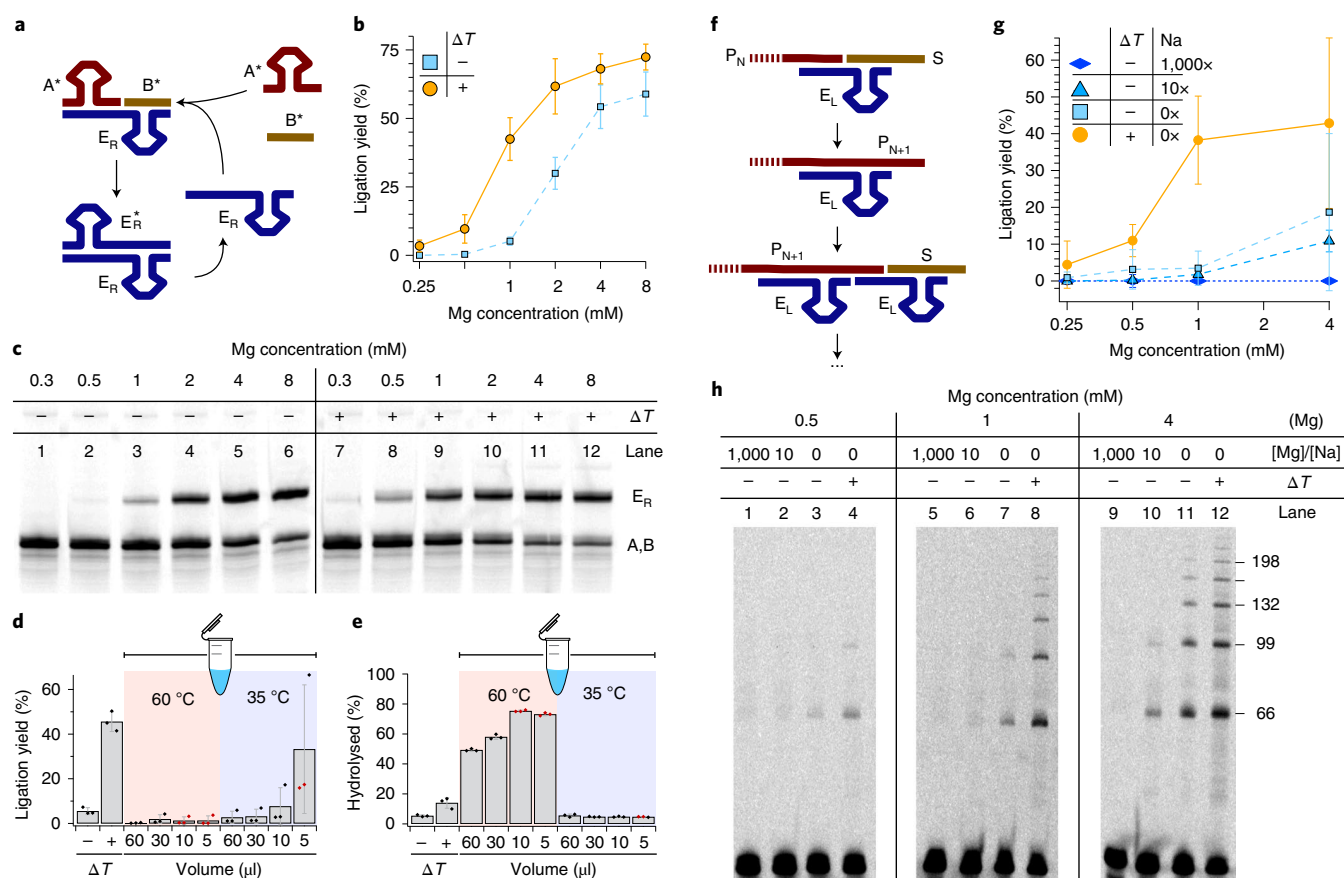 a
A*
B*
A*
B*
E_R
E_R^*
E_R
E_R
b
ΔT
−
+
Ligation yield (%)
75
50
25
0
0.25
1
2
4
8
Mg concentration (mM)
c
Mg concentration (mM)
0.3 0.5 1 2 4 8 0.3 0.5 1 2 4 8
− − − − − − + + + + + + ΔT
1 2 3 4 5 6 7 8 9 10 11 12 Lane
E_R
A,B
d
Ligation yield (%)
60
40
20
0
60 °C
35 °C
− + 60 30 10 5 60 30 10 5
ΔT
Volume (µl)
e
Hydrolysed (%)
100
80
60
40
20
0
60 °C
35 °C
− + 60 30 10 5 60 30 10 5
ΔT
Volume (µl)
f
P_N
S
E_L
P_N+1
E_L
P_N+1
S
E_L
E_L
...
g
ΔT Na
− 1,000×
− 10×
− 0×
+ 0×
Ligation yield (%)
60
50
40
30
20
10
0
0.25 0.5 1 2 4
Mg concentration (mM)
h
Mg concentration (mM)
0.5 1 4 (Mg)
1,000 10 0 0 1,000 10 0 0 1,000 10 0 0 [Mg]/[Na]
− − − + − − − + − − − + ΔT
1 2 3 4 5 6 7 8 9 10 11 12 Lane
198
132
99
66